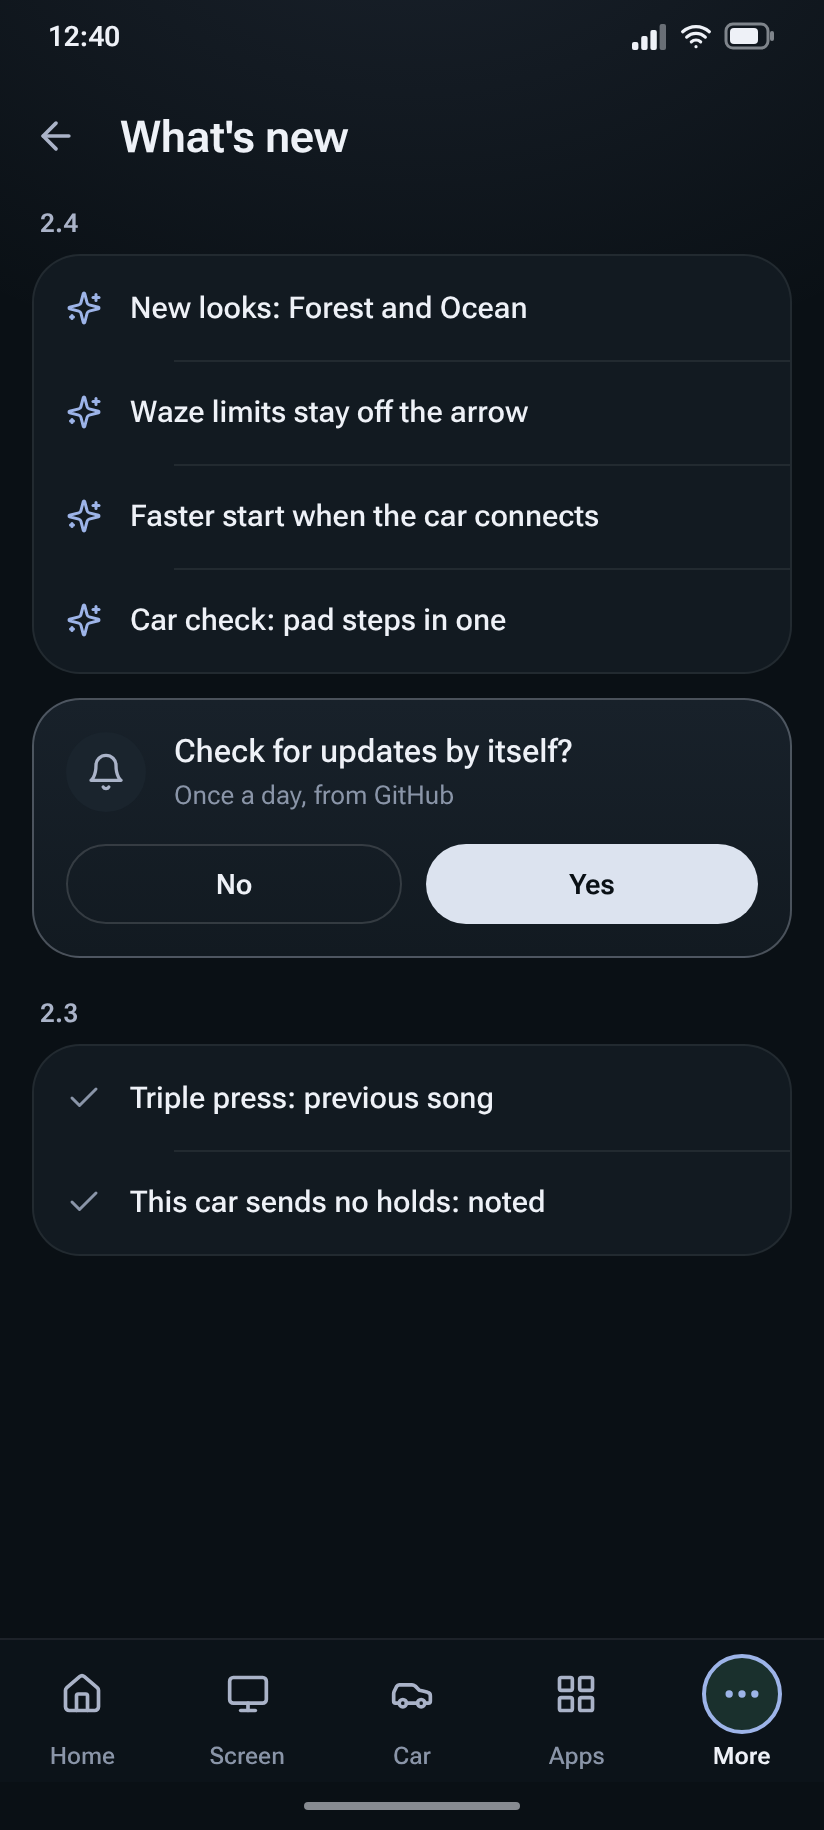 12:40
What's new
2.4
New looks: Forest and Ocean
Waze limits stay off the arrow
Faster start when the car connects
Car check: pad steps in one
Check for updates by itself?
Once a day, from GitHub
No
Yes
2.3
Triple press: previous song
This car sends no holds: noted
Home
Screen
Car
Apps
More